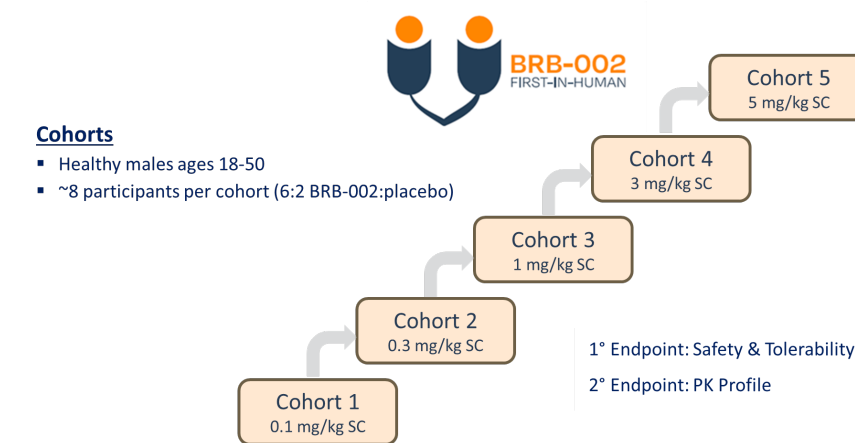 BRB-002
FIRST-IN-HUMAN
Cohorts
▪ Healthy males ages 18-50
▪ ~8 participants per cohort (6:2 BRB-002:placebo)
Cohort 5
5 mg/kg SC
Cohort 4
3 mg/kg SC
Cohort 3
1 mg/kg SC
Cohort 2
0.3 mg/kg SC
Cohort 1
0.1 mg/kg SC
1° Endpoint: Safety & Tolerability
2° Endpoint: PK Profile